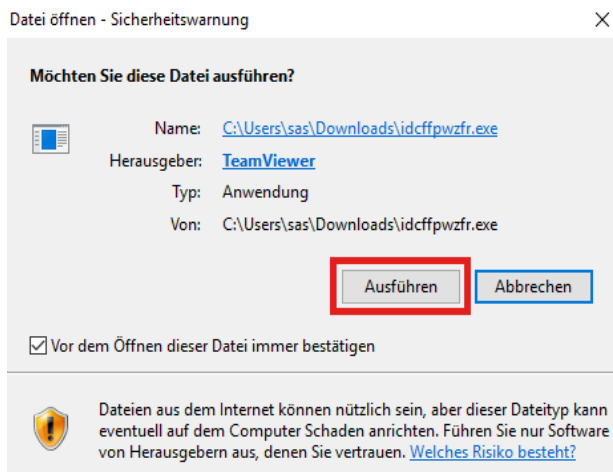 Datei öffnen - Sicherheitswarnung
Möchten Sie diese Datei ausführen?
Name: C:\Users\sas\Downloads\idcffpwzfr.exe
Herausgeber: TeamViewer
Typ: Anwendung
Von: C:\Users\sas\Downloads\idcffpwzfr.exe
Ausführen Abbrechen
Vor dem Öffnen dieser Datei immer bestätigen
Dateien aus dem Internet können nützlich sein, aber dieser Dateityp kann
eventuell auf dem Computer Schaden anrichten. Führen Sie nur Software
von Herausgebern aus, denen Sie vertrauen. Welches Risiko besteht?